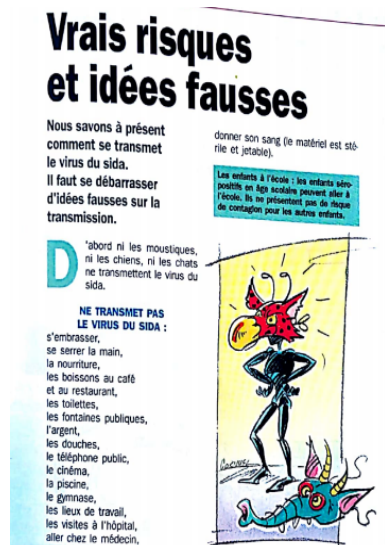 Vrais risques
et idées fausses
Nous savons à présent
comment se transmet
le virus du sida.
Il faut se débarrasser
d'idées fausses sur la
transmission.
D'abord ni les moustiques,
ni les chiens, ni les chats
ne transmettent le virus du
sida.
NE TRANSMET PAS
LE VIRUS DU SIDA :
s'embrasser,
se serrer la main,
la nourriture,
les boissons au café
et au restaurant,
les toilettes,
les fontaines publiques,
l'argent,
les douches,
le téléphone public,
le cinéma,
la piscine,
le gymnase,
les lieux de travail,
les visites à l'hôpital,
aller chez le médecin,
donner son sang (le matériel est sté-
rile et jetable).
Les enfants à l'école : les enfants séro-
positifs en âge scolaire peuvent aller à
l'école. Ils ne présentent pas de risque
de contagion pour les autres enfants.